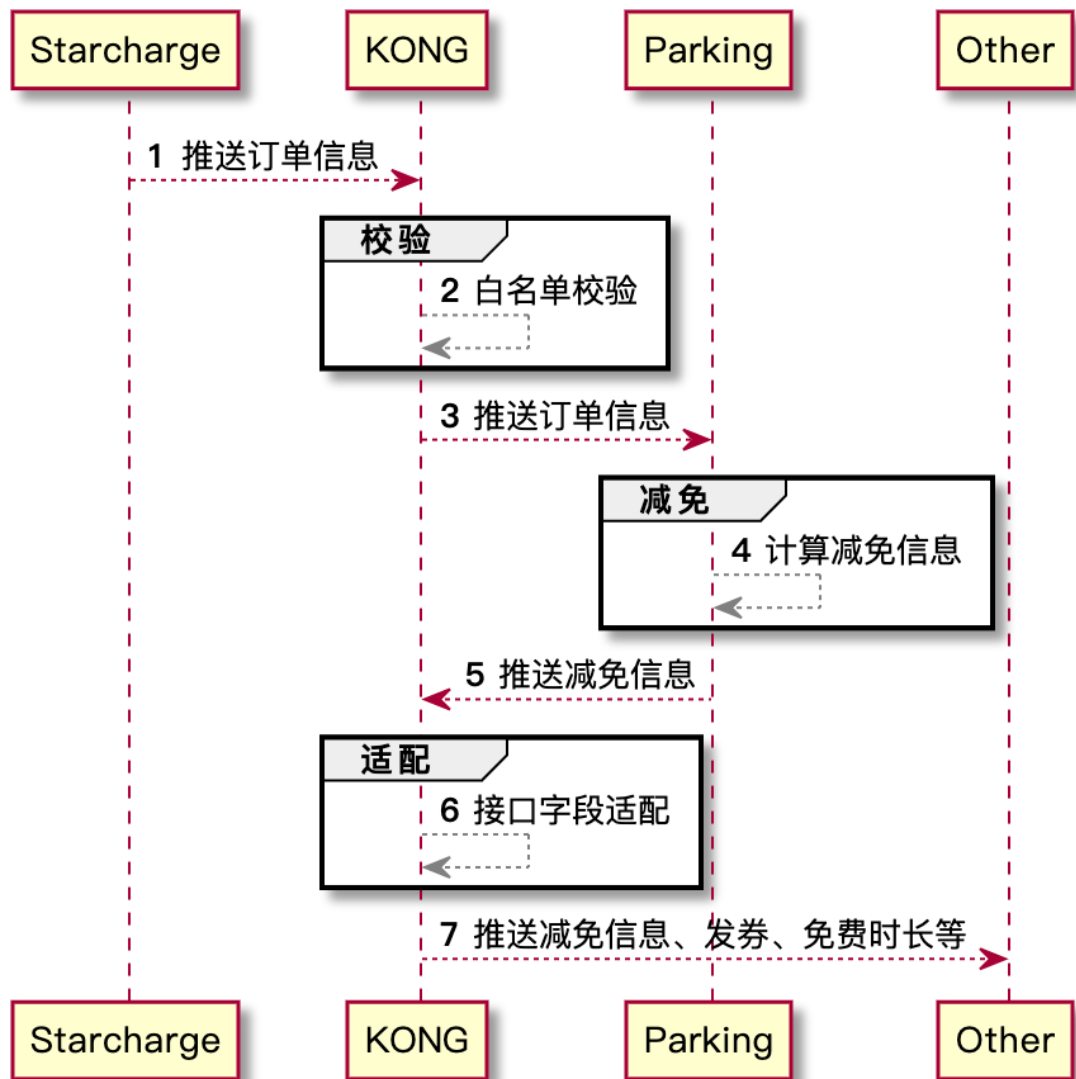 Starcharge KONG Parking Other
1 推送订单信息
校验
2 白名单校验
3 推送订单信息
减免
4 计算减免信息
5 推送减免信息
适配
6 接口字段适配
7 推送减免信息、发券、免费时长等
Starcharge KONG Parking Other